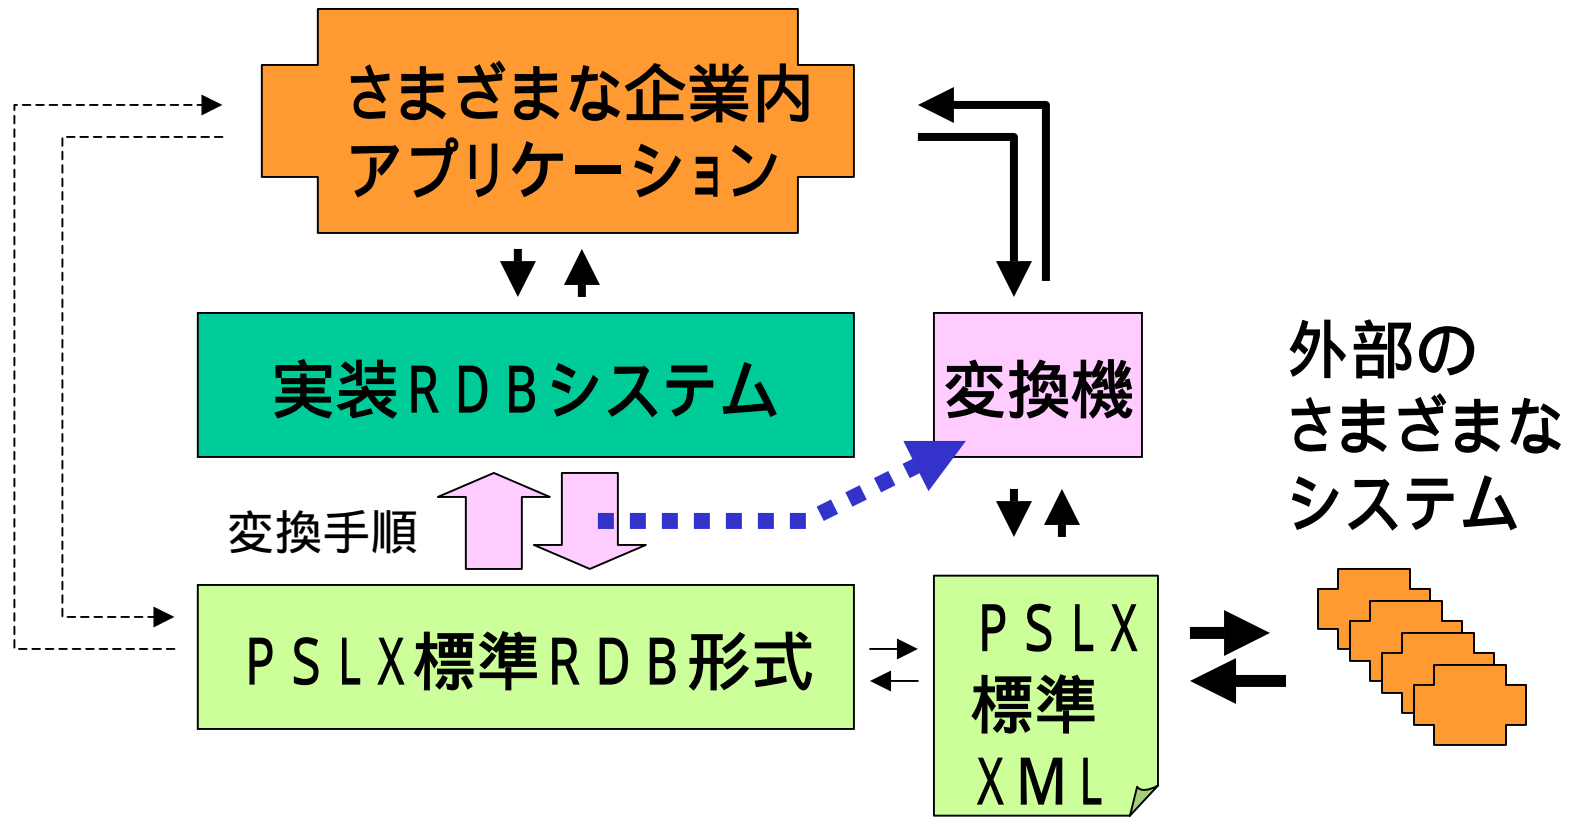 さまざまな企業内
アプリケーション
実装ＲＤＢシステム
変換機
外部の
さまざまな
システム
変換手順
ＰＳＬＸ標準ＲＤＢ形式
ＰＳＬＸ
標準
ＸＭＬ